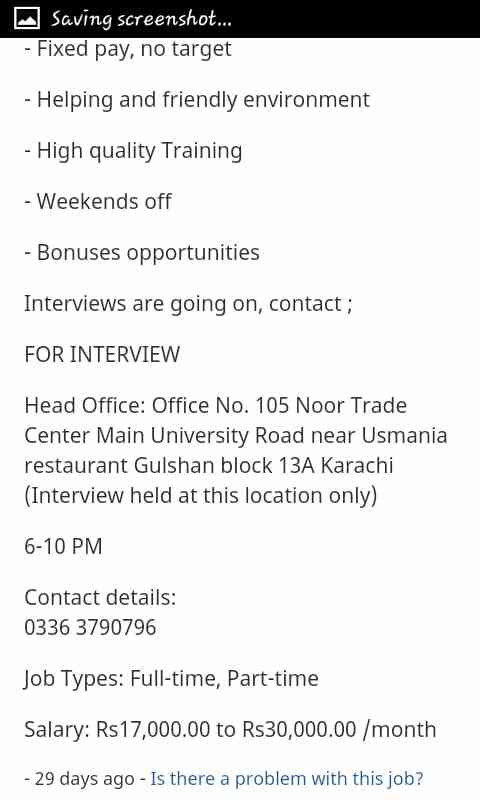 Saving screenshot...
- Fixed pay, no target
- Helping and friendly environment
- High quality Training
- Weekends off
- Bonuses opportunities
Interviews are going on, contact ;
FOR INTERVIEW
Head Office: Office No. 105 Noor Trade
Center Main University Road near Usmania
restaurant Gulshan block 13A Karachi
(Interview held at this location only)
6-10 PM
Contact details:
0336 3790796
Job Types: Full-time, Part-time
Salary: Rs17,000.00 to Rs30,000.00 /month
- 29 days ago - Is there a problem with this job?